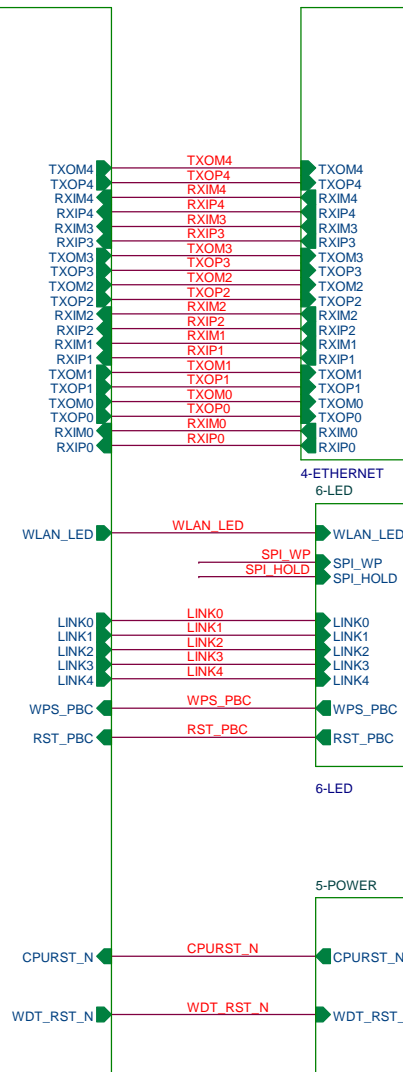 TXOM4 TXOM4 TXOM4
TXOP4 TXOP4 TXOP4
RXIM4 RXIM4 RXIM4
RXIP4 RXIP4 RXIP4
RXIM3 RXIM3 RXIM3
RXIP3 RXIP3 RXIP3
TXOM3 TXOM3 TXOM3
TXOP3 TXOP3 TXOP3
TXOM2 TXOM2 TXOM2
TXOP2 TXOP2 TXOP2
RXIM2 RXIM2 RXIM2
RXIP2 RXIP2 RXIP2
RXIM1 RXIM1 RXIM1
RXIP1 RXIP1 RXIP1
TXOM1 TXOM1 TXOM1
TXOP1 TXOP1 TXOP1
TXOM0 TXOM0 TXOM0
TXOP0 TXOP0 TXOP0
RXIM0 RXIM0 RXIM0
RXIP0 RXIP0 RXIP0
4-ETHERNET
6-LED
WLAN_LED WLAN_LED WLAN_LED
SPI_WP SPI_WP
SPI_HOLD SPI_HOLD
LINK0 LINK0 LINK0
LINK1 LINK1 LINK1
LINK2 LINK2 LINK2
LINK3 LINK3 LINK3
LINK4 LINK4 LINK4
WPS_PBC WPS_PBC WPS_PBC
RST_PBC RST_PBC RST_PBC
6-LED
5-POWER
CPURST_N CPURST_N CPURST_N
WDT_RST_N WDT_RST_N WDT_RST_